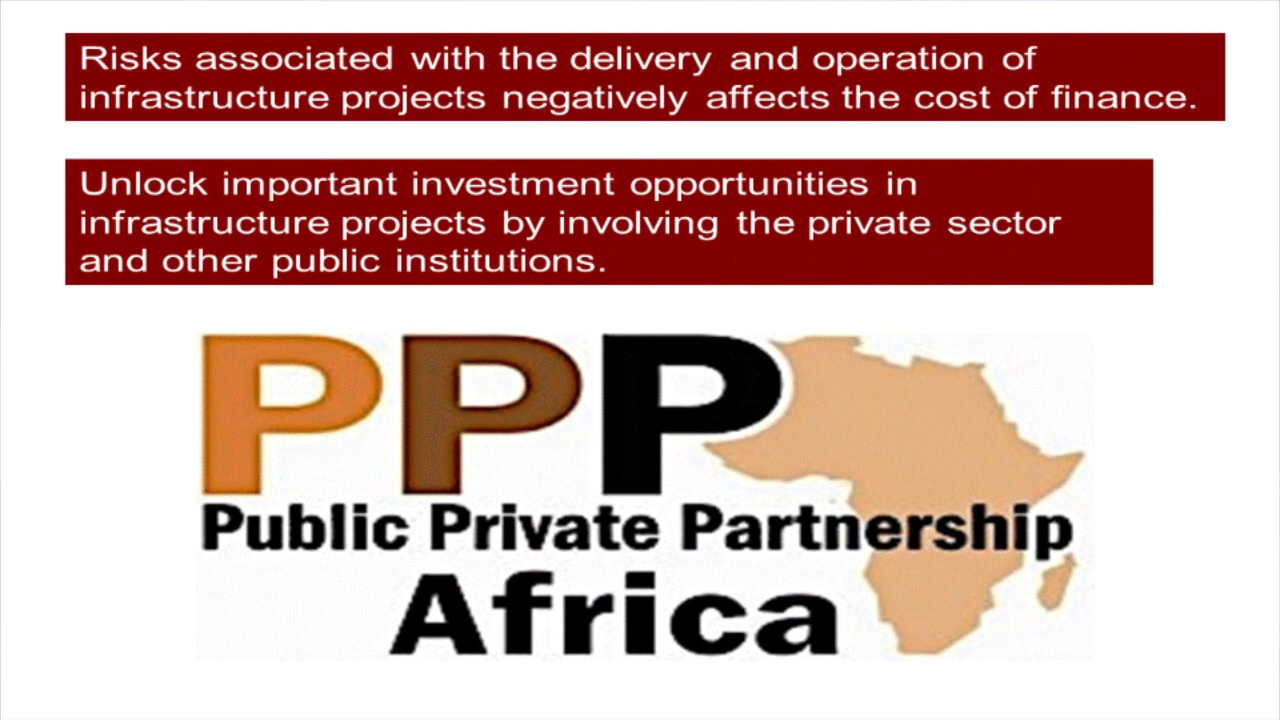 Risks associated with the delivery and operation of
infrastructure projects negatively affects the cost of finance.
Unlock important investment opportunities in
infrastructure projects by involving the private sector
and other public institutions.
PPP
Public Private Partnership
Africa